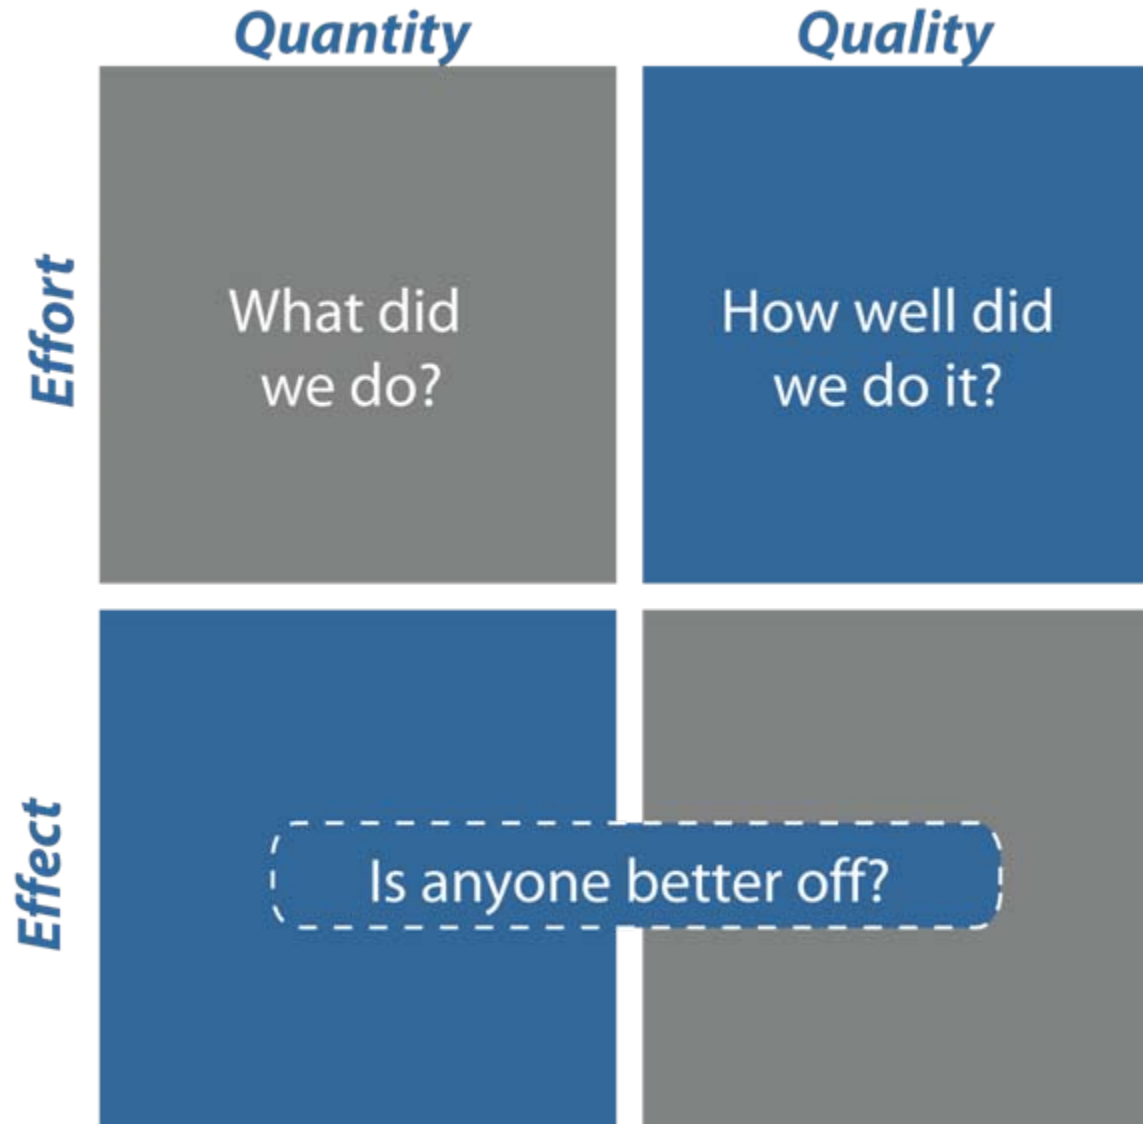 Quantity
Quality
Effort
What did
we do?
How well did
we do it?
Effect
Is anyone better off?